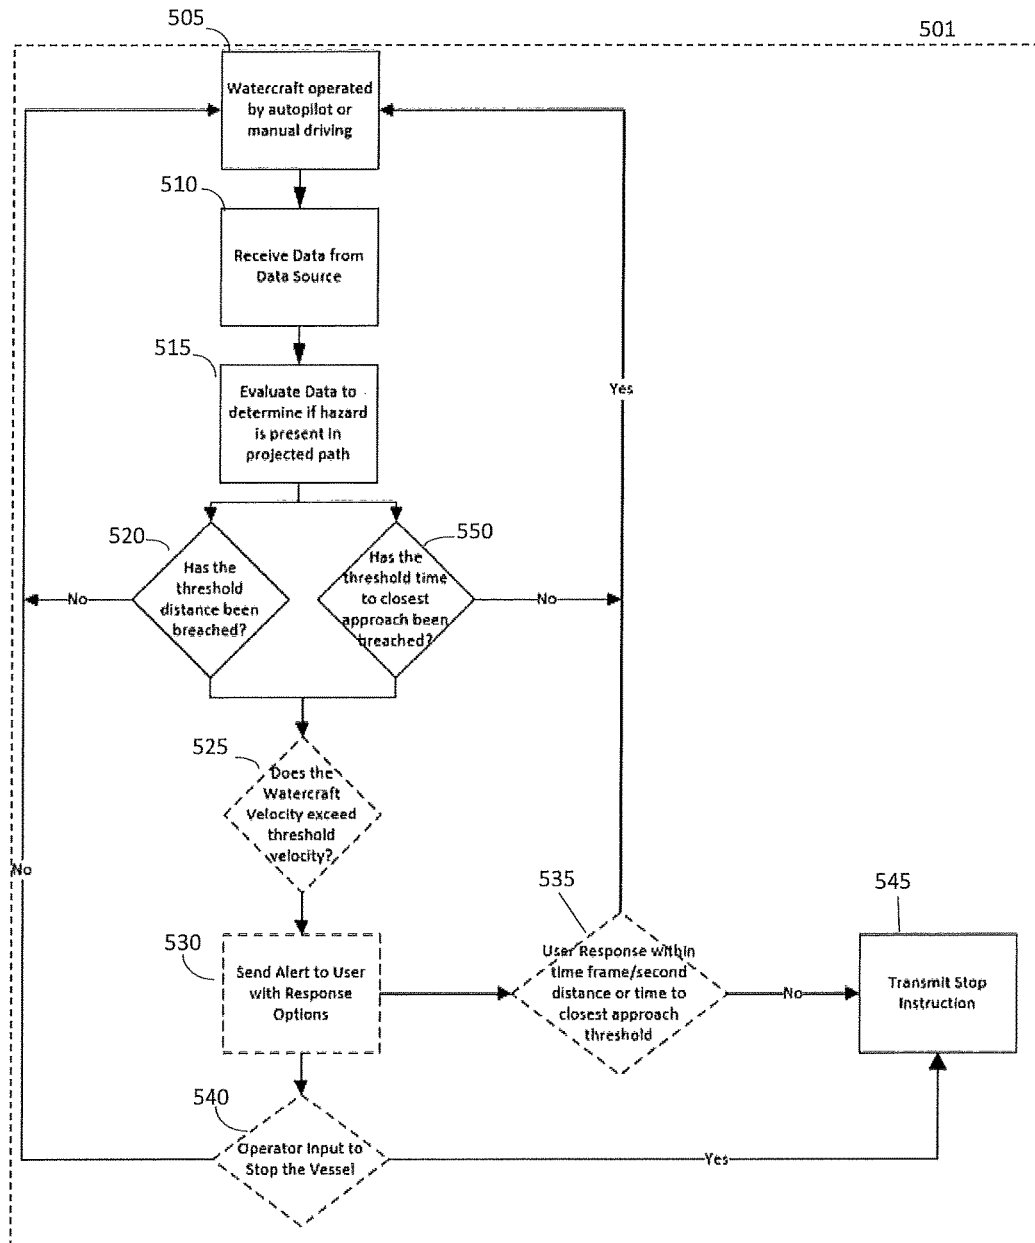 505
501
Watercraft operated
by autopilot or
manual driving
510
Receive Data from
Data Source
515
Evaluate Data to
determine if hazard
is present in
projected path
Yes
520
550
Has the
threshold
distance been
breached?
Has the
threshold time
to closest
approach been
breached?
No
No
525
Does the
Watercraft
Velocity exceed
threshold
velocity?
No
535
545
530
Send Alert to User
with Response
Options
User Response within
time frame/second
distance or time to
closest approach
threshold
No
Transmit Stop
Instruction
540
Operator Input to
Stop the Vessel
Yes